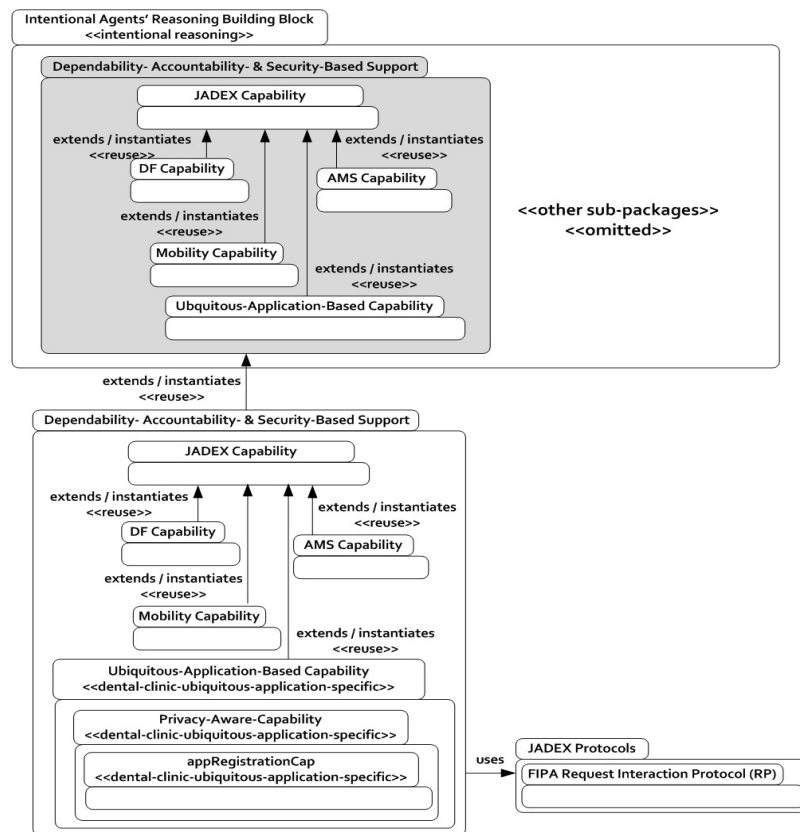 Intentional Agents' Reasoning Building Block
<<intentional reasoning>>
Dependability- Accountability- & Security-Based Support
JADEX Capability
extends / instantiates
<<reuse>>
extends / instantiates
<<reuse>>
DF Capability
AMS Capability
<<other sub-packages>>
<<omitted>>
extends / instantiates
<<reuse>>
Mobility Capability
extends / instantiates
<<reuse>>
Ubquitous-Application-Based Capability
extends / instantiates
<<reuse>>
Dependability- Accountability- & Security-Based Support
JADEX Capability
extends / instantiates
<<reuse>>
extends / instantiates
<<reuse>>
DF Capability
AMS Capability
extends / instantiates
<<reuse>>
Mobility Capability
extends / instantiates
<<reuse>>
Ubiquitous-Application-Based Capability
<<dental-clinic-ubiquitous-application-specific>>
Privacy-Aware-Capability
<<dental-clinic-ubiquitous-application-specific>>
appRegistrationCap
<<dental-clinic-ubiquitous-application-specific>>
uses
JADEX Protocols
FIPA Request Interaction Protocol (RP)